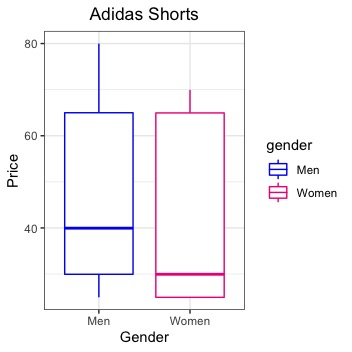 Adidas Shorts
80
60
40
Price
Men
Women
Gender
gender
Men
Women